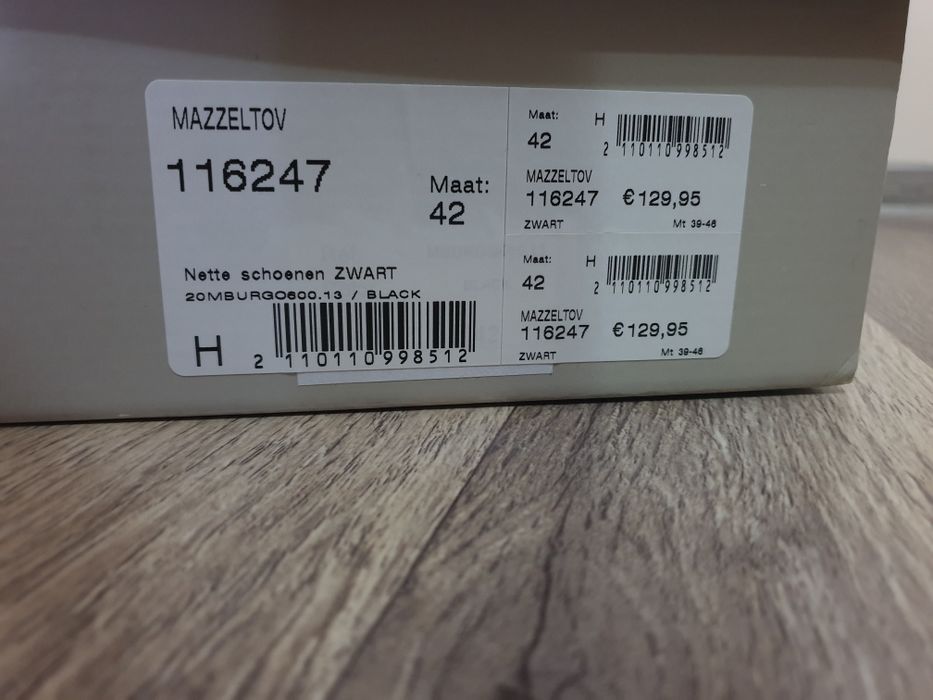 MAZZELTOV
116247
Maat:
42
Nette schoenen ZWART
20MBURGO600.13 / BLACK
H
2 110110 998512
Maat:
42
H
2 110110 998512
MAZZELTOV
116247 € 129,95
ZWART Mt 39-46
Maat:
42
H
2 110110 998512
MAZZELTOV
116247 € 129,95
ZWART Mt 39-46